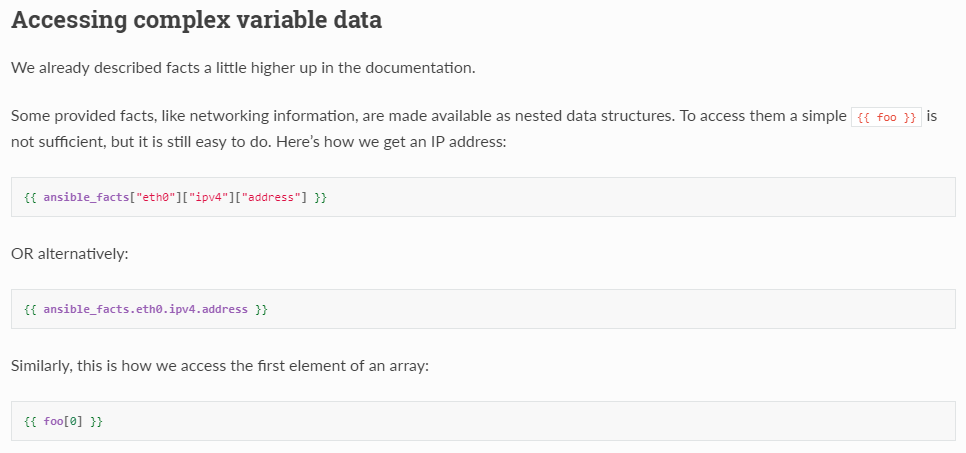 Accessing complex variable data
We already described facts a little higher up in the documentation.
Some provided facts, like networking information, are made available as nested data structures. To access them a simple {{ foo }} is
not sufficient, but it is still easy to do. Here’s how we get an IP address:
{{ ansible_facts["eth0"]["ipv4"]["address"] }}
OR alternatively:
{{ ansible_facts.eth0.ipv4.address }}
Similarly, this is how we access the first element of an array:
{{ foo[0] }}